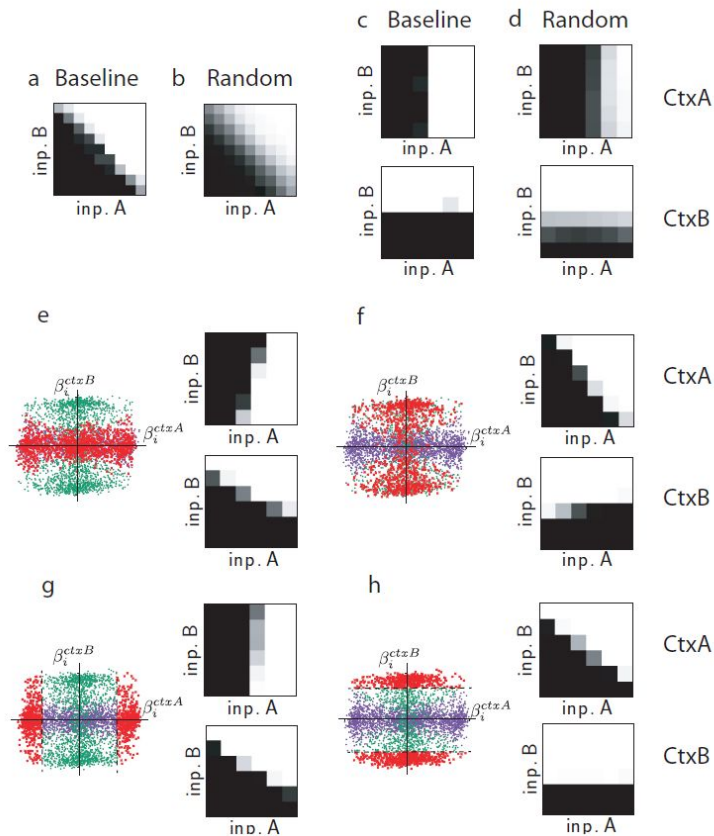 a Baseline
inp. B
inp. A
b Random
inp. B
inp. A
c Baseline
inp. B
inp. A
d Random
inp. B
inp. A
CtxA
inp. B
inp. A
inp. B
inp. A
CtxB
e
β_i^{ctxB}
β_i^{ctxA}
inp. B
inp. A
inp. B
inp. A
f
β_i^{ctxB}
β_i^{ctxA}
inp. B
inp. A
CtxA
inp. B
inp. A
CtxB
g
β_i^{ctxB}
β_i^{ctxA}
inp. B
inp. A
inp. B
inp. A
h
β_i^{ctxB}
β_i^{ctxA}
inp. B
inp. A
CtxA
inp. B
inp. A
CtxB